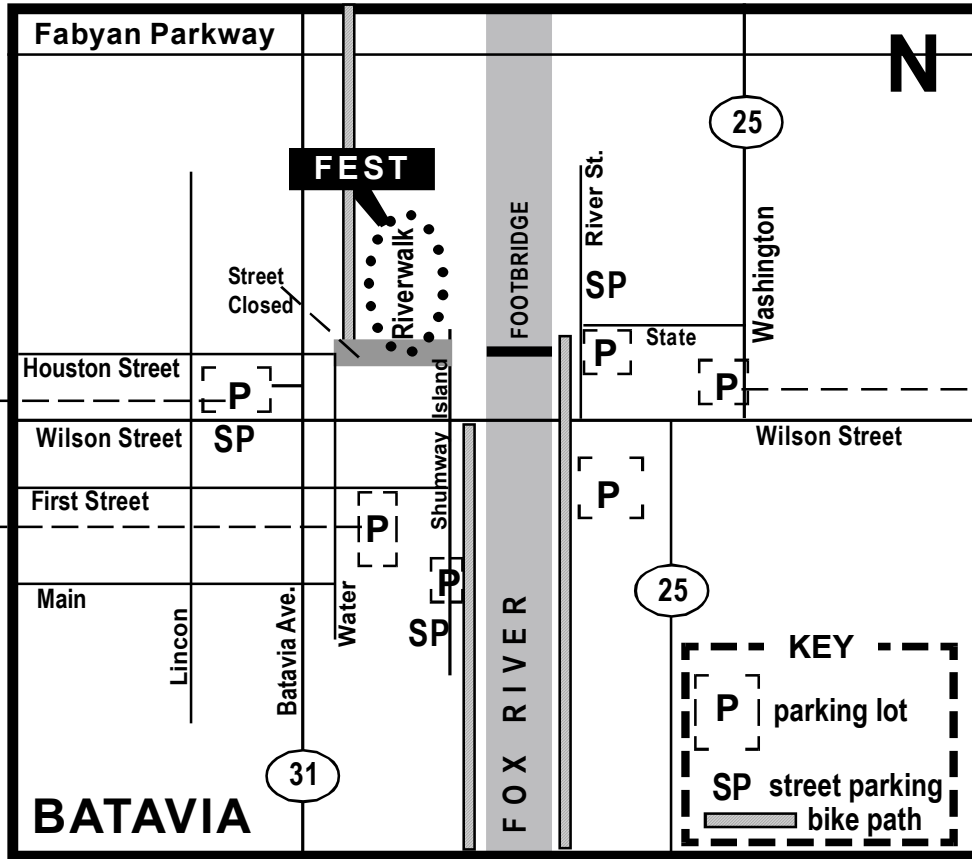 Fabyan Parkway
N
25
FEST
River St.
Riverwalk
FOOTBRIDGE
Washington
Street
Closed
SP
State
P
Houston Street
P
P
Shumway Island
Wilson Street
SP
Wilson Street
First Street
P
P
P
Main
25
Lincon
Batavia Ave.
Water
SP
FOX RIVER
KEY
P parking lot
SP street parking
bike path
31
BATAVIA